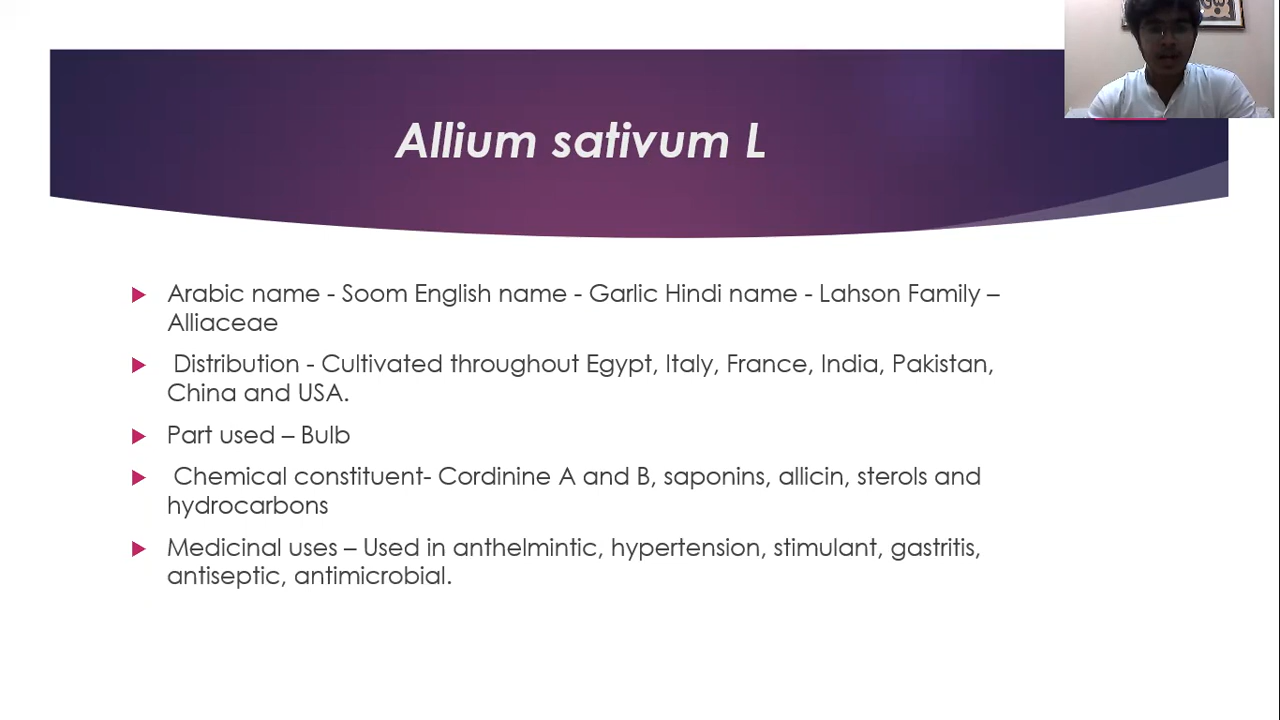 Allium sativum L
Arabic name - Soom English name - Garlic Hindi name - Lahson Family –
Alliaceae
Distribution - Cultivated throughout Egypt, Italy, France, India, Pakistan,
China and USA.
Part used – Bulb
Chemical constituent- Cordinine A and B, saponins, allicin, sterols and
hydrocarbons
Medicinal uses – Used in anthelmintic, hypertension, stimulant, gastritis,
antiseptic, antimicrobial.